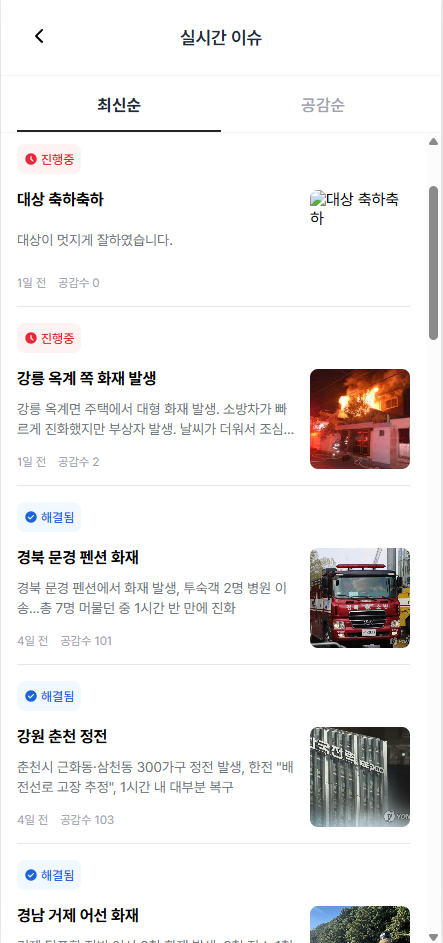 실시간 이슈
최신순
공감순
진행중
대상 축하축하
대상 축하축
하
대상이 멋지게 잘하였습니다.
1일 전 공감수 0
진행중
강릉 옥계 쪽 화재 발생
강릉 옥계면 주택에서 대형 화재 발생. 소방차가 빠
르게 진화했지만 부상자 발생. 날씨가 더워서 조심...
1일 전 공감수 2
해결됨
경북 문경 펜션 화재
경북 문경 펜션에서 화재 발생, 투숙객 2명 병원 이
송...총 7명 머물던 중 1시간 반 만에 진화
4일 전 공감수 101
해결됨
강원 춘천 정전
춘천시 근화동·삼천동 300가구 정전 발생, 한전 "배
전선로 고장 추정", 1시간 내 대부분 복구
4일 전 공감수 103
해결됨
경남 거제 어선 화재